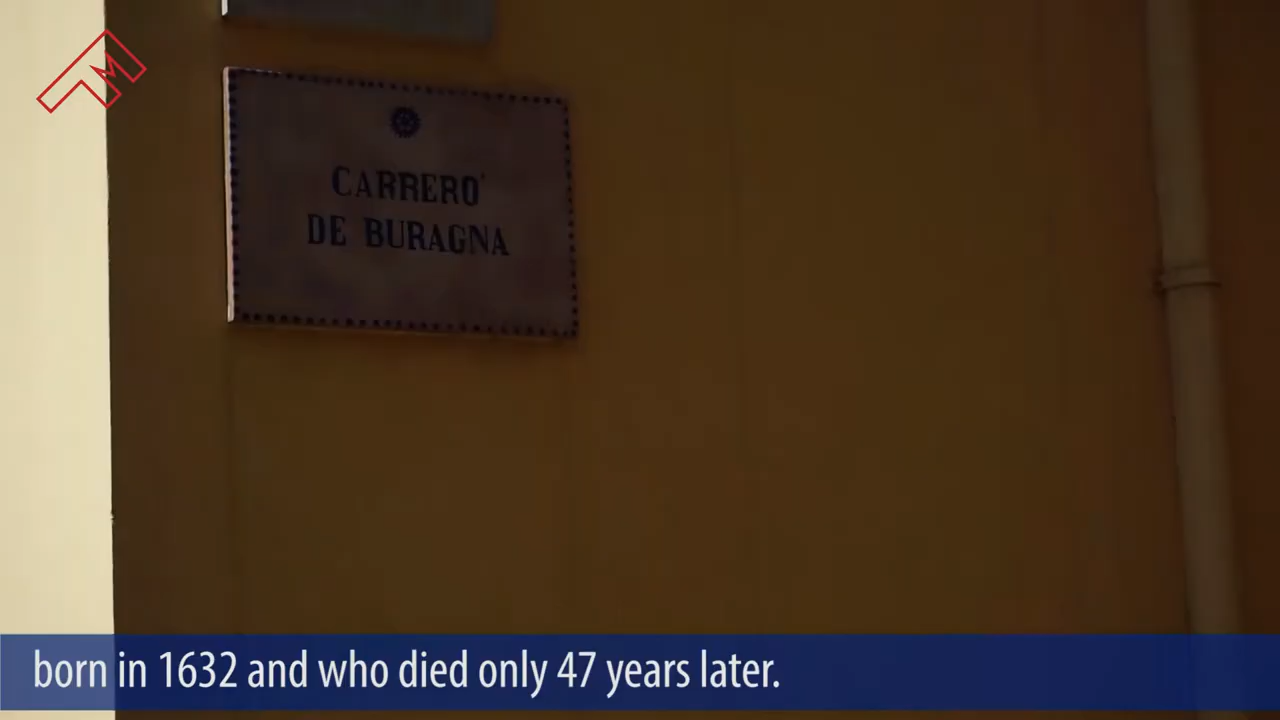 CARRERO'
DE BURAGNA
born in 1632 and who died only 47 years later.